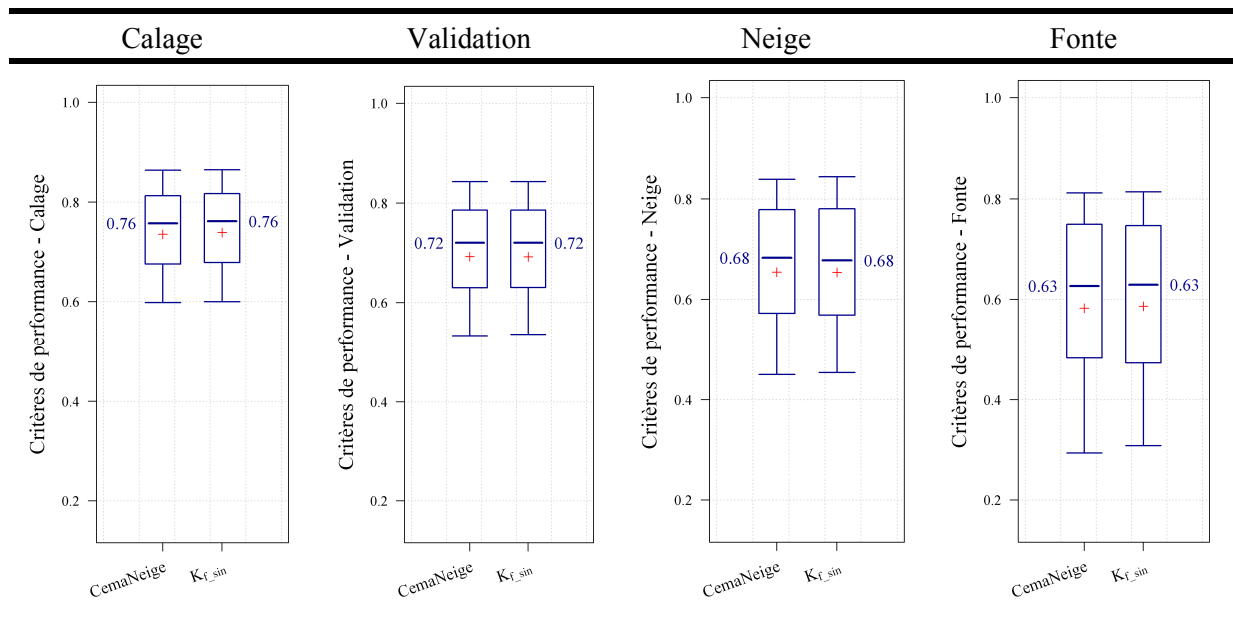 Calage Validation Neige Fonte
Critères de performance - Calage
1.0
0.8
0.6
0.4
0.2
0.76
0.76
CemaNeige
Kf_sin
Critères de performance - Validation
1.0
0.8
0.6
0.4
0.2
0.72
0.72
CemaNeige
Kf_sin
Critères de performance - Neige
1.0
0.8
0.6
0.4
0.2
0.68
0.68
CemaNeige
Kf_sin
Critères de performance - Fonte
1.0
0.8
0.6
0.4
0.2
0.63
0.63
CemaNeige
Kf_sin